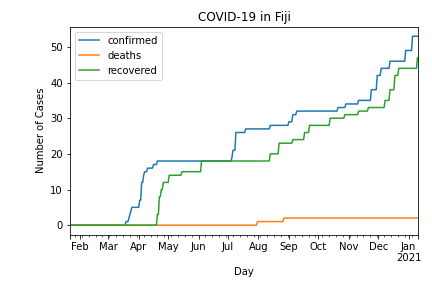 COVID-19 in Fiji
confirmed
deaths
recovered
Number of Cases
50
40
30
20
10
0
Feb Mar Apr May Jun Jul Aug Sep Oct Nov Dec Jan
2021
Day